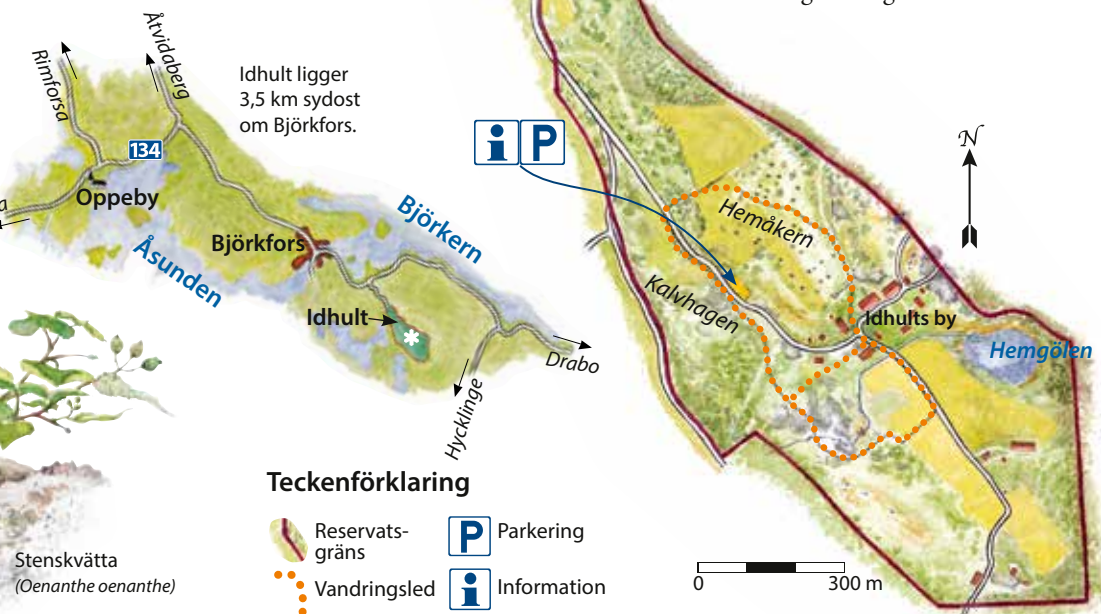 Åtvidaberg
Rimforsa
Idhult ligger
3,5 km sydost
om Björkfors.
134
Oppeby
Björkfors
Björkern
Åsunden
Idhult
Drabo
Hycklinge
i P
N
Hemåkern
Kalvhagen
Idhults by
Hemgölen
Teckenförklaring
Reservats-
gräns
P Parkering
Vandringsled
i Information
0 300 m
Stenskvätta
(Oenanthe oenanthe)